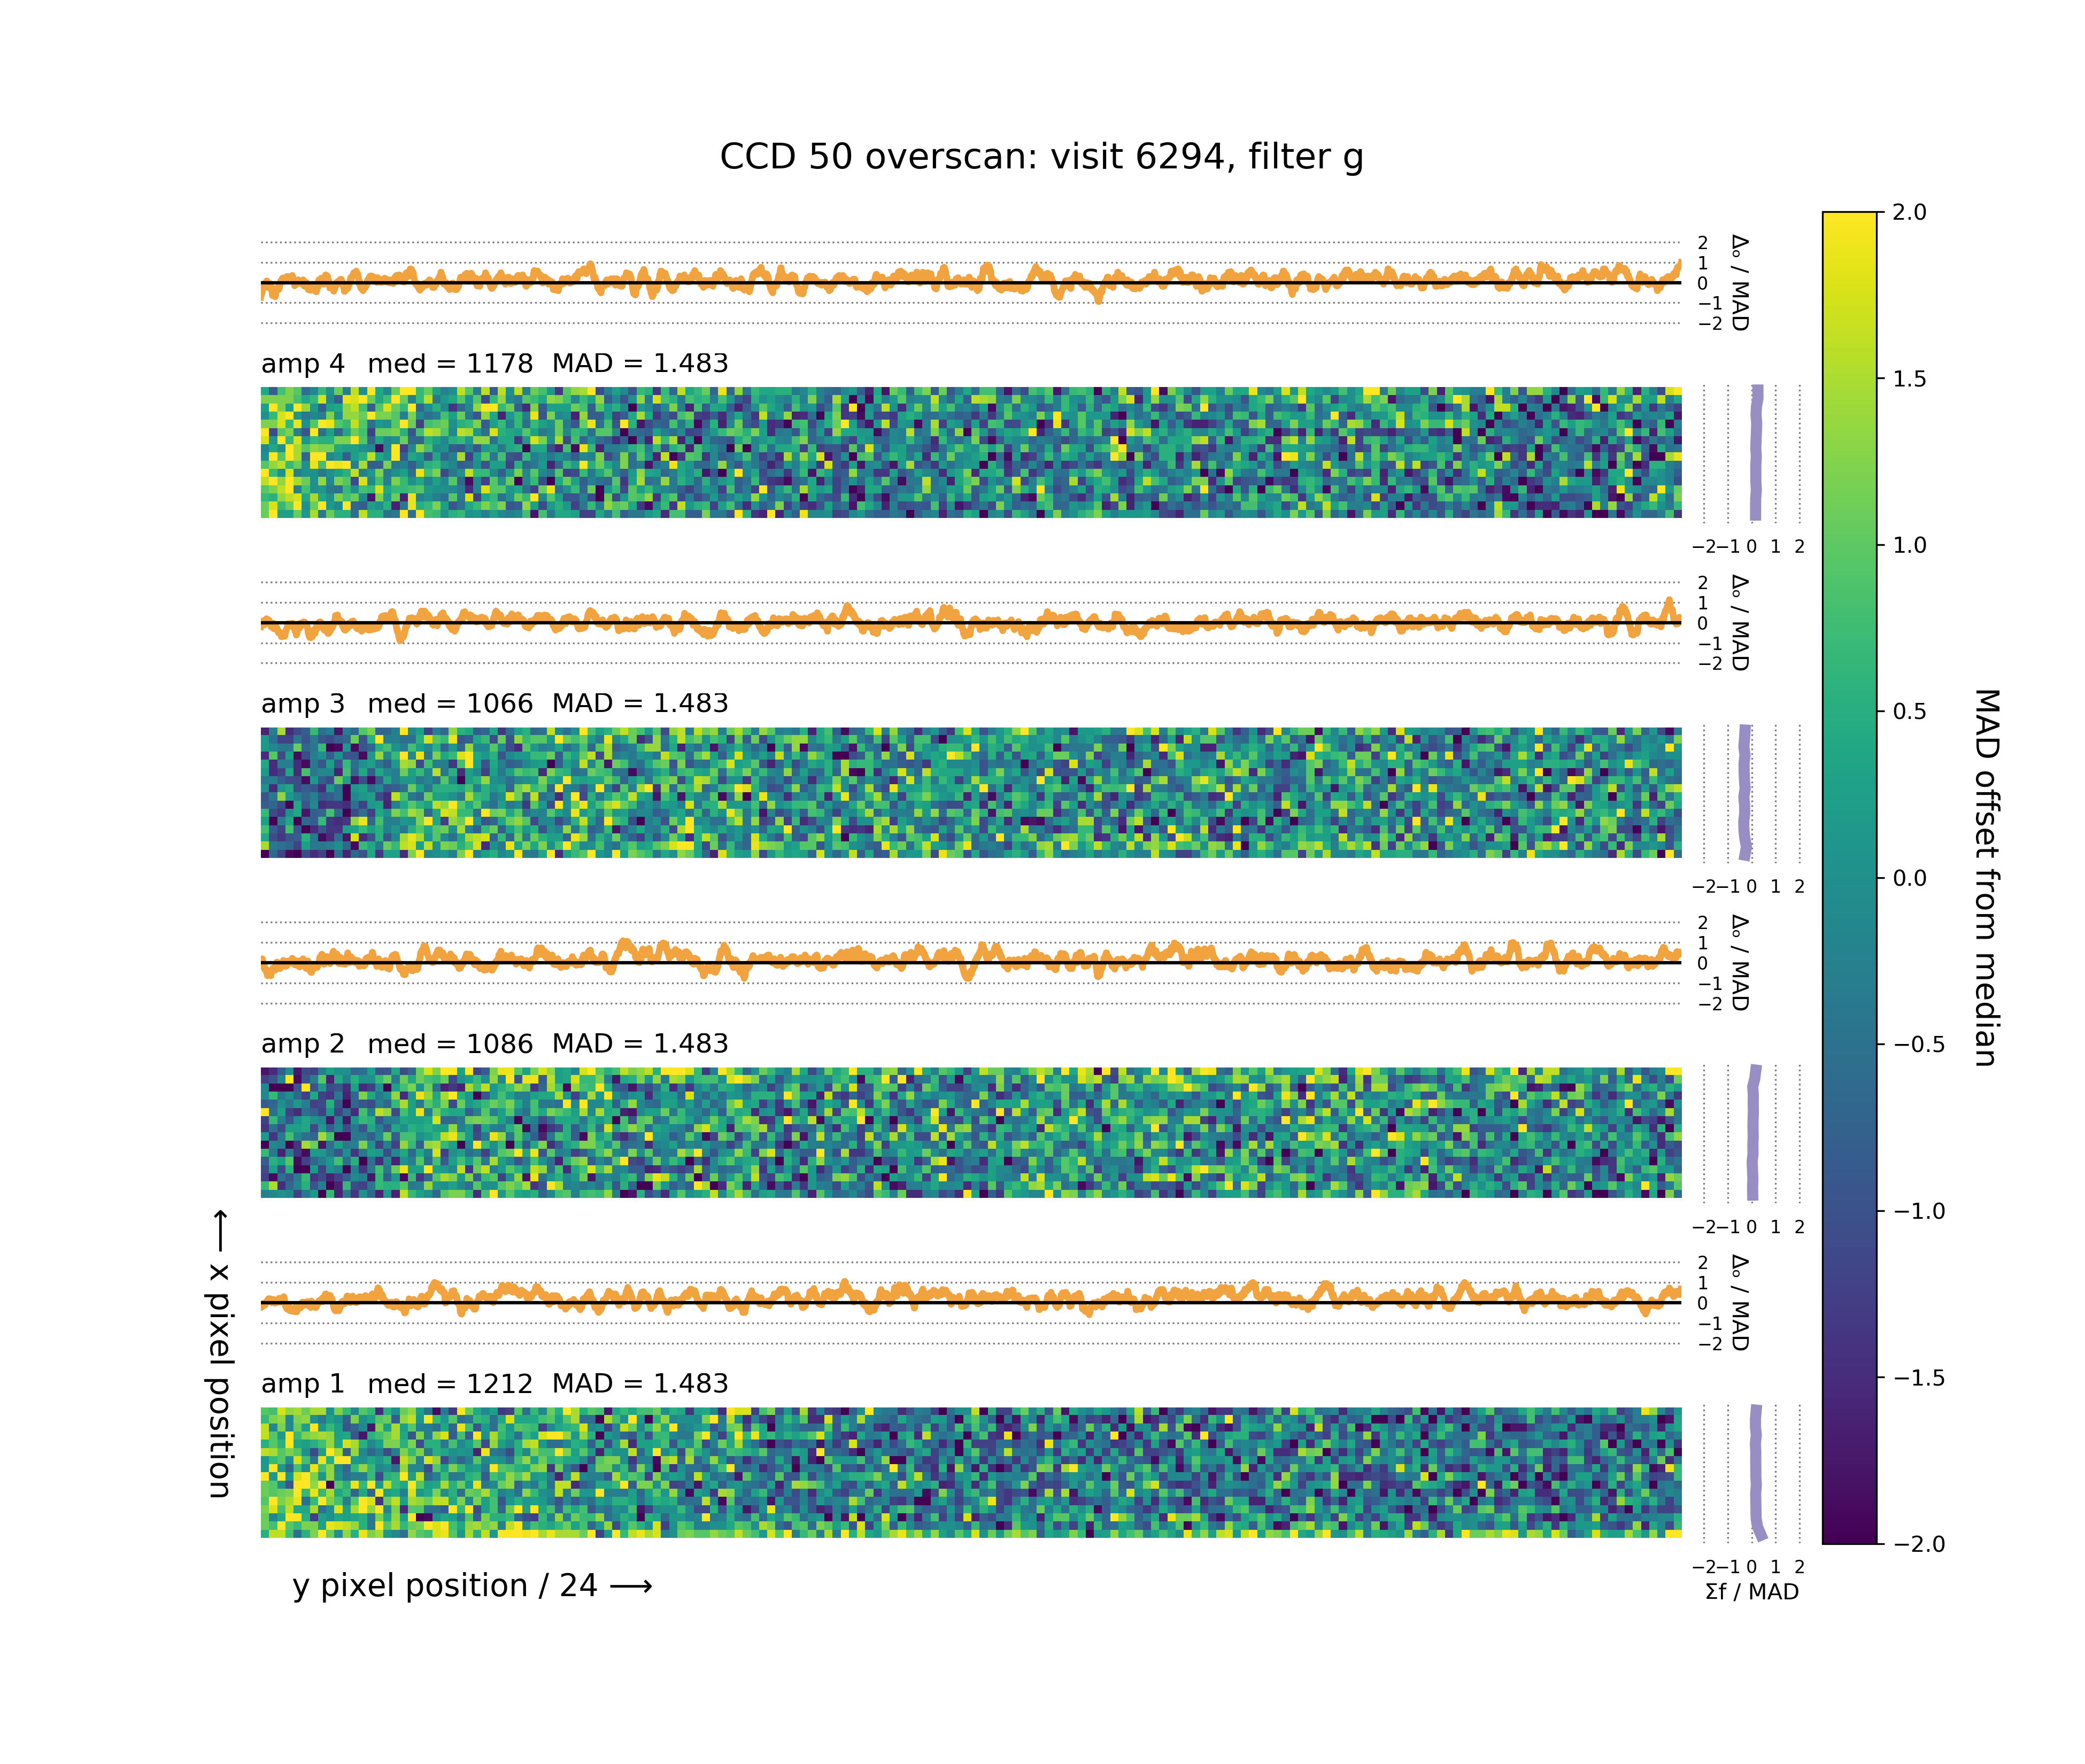 CCD 50 overscan: visit 6294, filter g
2
1
0
−1
−2
Δₒ / MAD
amp 4 med = 1178 MAD = 1.483
−2 −1 0 1 2
2
1
0
−1
−2
Δₒ / MAD
amp 3 med = 1066 MAD = 1.483
−2 −1 0 1 2
2
1
0
−1
−2
Δₒ / MAD
amp 2 med = 1086 MAD = 1.483
−2 −1 0 1 2
2
1
0
−1
−2
Δₒ / MAD
amp 1 med = 1212 MAD = 1.483
−2 −1 0 1 2
Σf / MAD
y pixel position / 24 ⟶
⟵ x pixel position
2.0
1.5
1.0
0.5
0.0
−0.5
−1.0
−1.5
−2.0
MAD offset from median